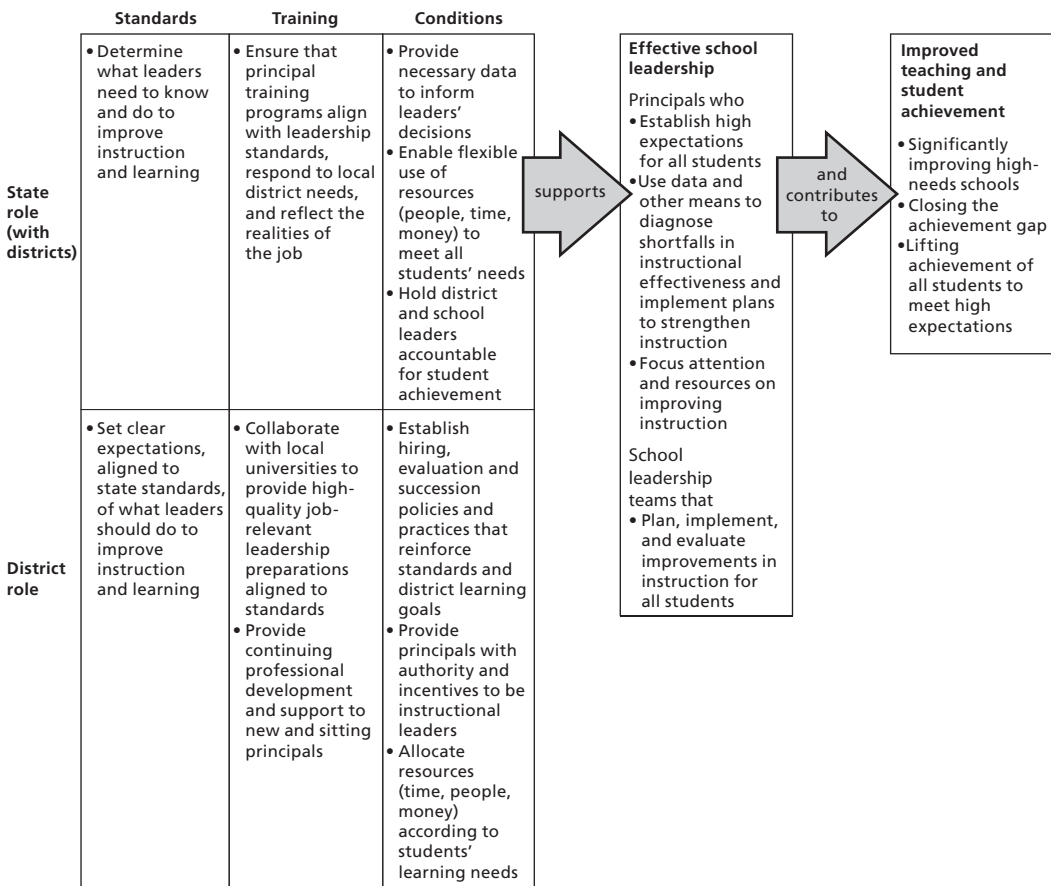 Standards
Training
Conditions
State
role
(with
districts)
• Determine
what leaders
need to know
and do to
improve
instruction
and learning
• Ensure that
principal
training
programs align
with leadership
standards,
respond to local
district needs,
and reflect the
realities of
the job
• Provide
necessary data
to inform
leaders'
decisions
• Enable flexible
use of
resources
(people, time,
money) to
meet all
students' needs
• Hold district
and school
leaders
accountable
for student
achievement
District
role
• Set clear
expectations,
aligned to
state standards,
of what leaders
should do to
improve
instruction
and learning
• Collaborate
with local
universities to
provide high-
quality job-
relevant
leadership
preparations
aligned to
standards
• Provide
continuing
professional
development
and support to
new and sitting
principals
• Establish
hiring,
evaluation and
succession
policies and
practices that
reinforce
standards and
district learning
goals
• Provide
principals with
authority and
incentives to be
instructional
leaders
• Allocate
resources
(time, people,
money)
according to
students'
learning needs
supports
Effective school
leadership
Principals who
• Establish high
expectations
for all students
• Use data and
other means to
diagnose
shortfalls in
instructional
effectiveness and
implement plans
to strengthen
instruction
• Focus attention
and resources on
improving
instruction
School
leadership
teams that
• Plan, implement,
and evaluate
improvements in
instruction for
all students
and
contributes
to
Improved
teaching and
student
achievement
• Significantly
improving high-
needs schools
• Closing the
achievement gap
• Lifting
achievement of
all students to
meet high
expectations